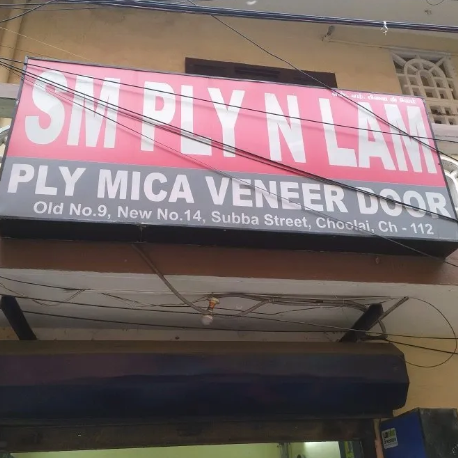 SM PLY N LAM
PLY MICA VENEER DOOR
Old No.9, New No.14, Subba Street, Choolai, Ch - 112